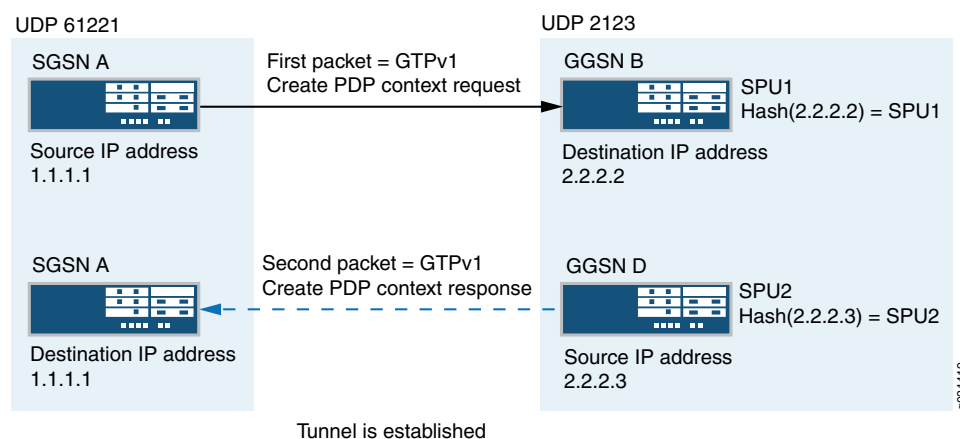 UDP 61221
UDP 2123
SGSN A
First packet = GTPv1
Create PDP context request
GGSN B
SPU1
Hash(2.2.2.2) = SPU1
Source IP address
1.1.1.1
Destination IP address
2.2.2.2
SGSN A
Second packet = GTPv1
Create PDP context response
GGSN D
SPU2
Hash(2.2.2.3) = SPU2
Destination IP address
1.1.1.1
Source IP address
2.2.2.3
Tunnel is established